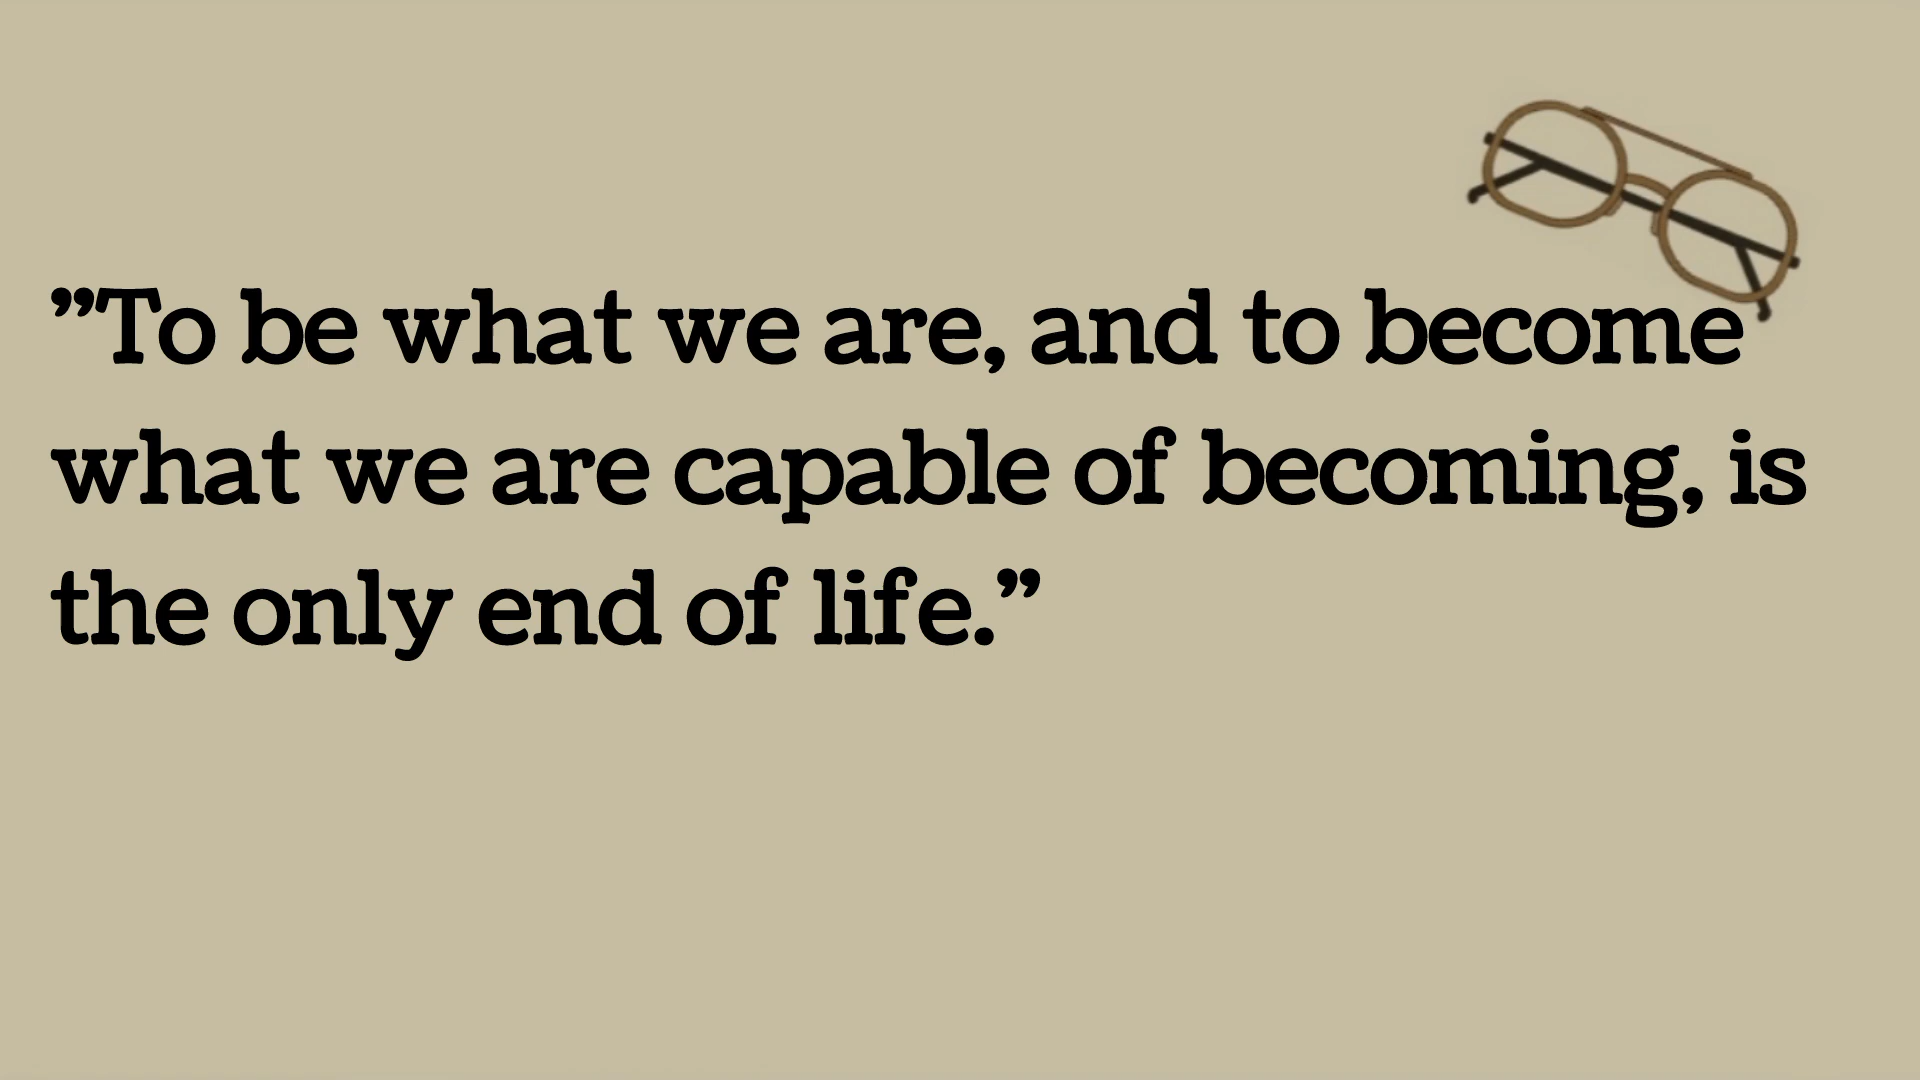 ”To be what we are, and to become
what we are capable of becoming, is
the only end of life.”